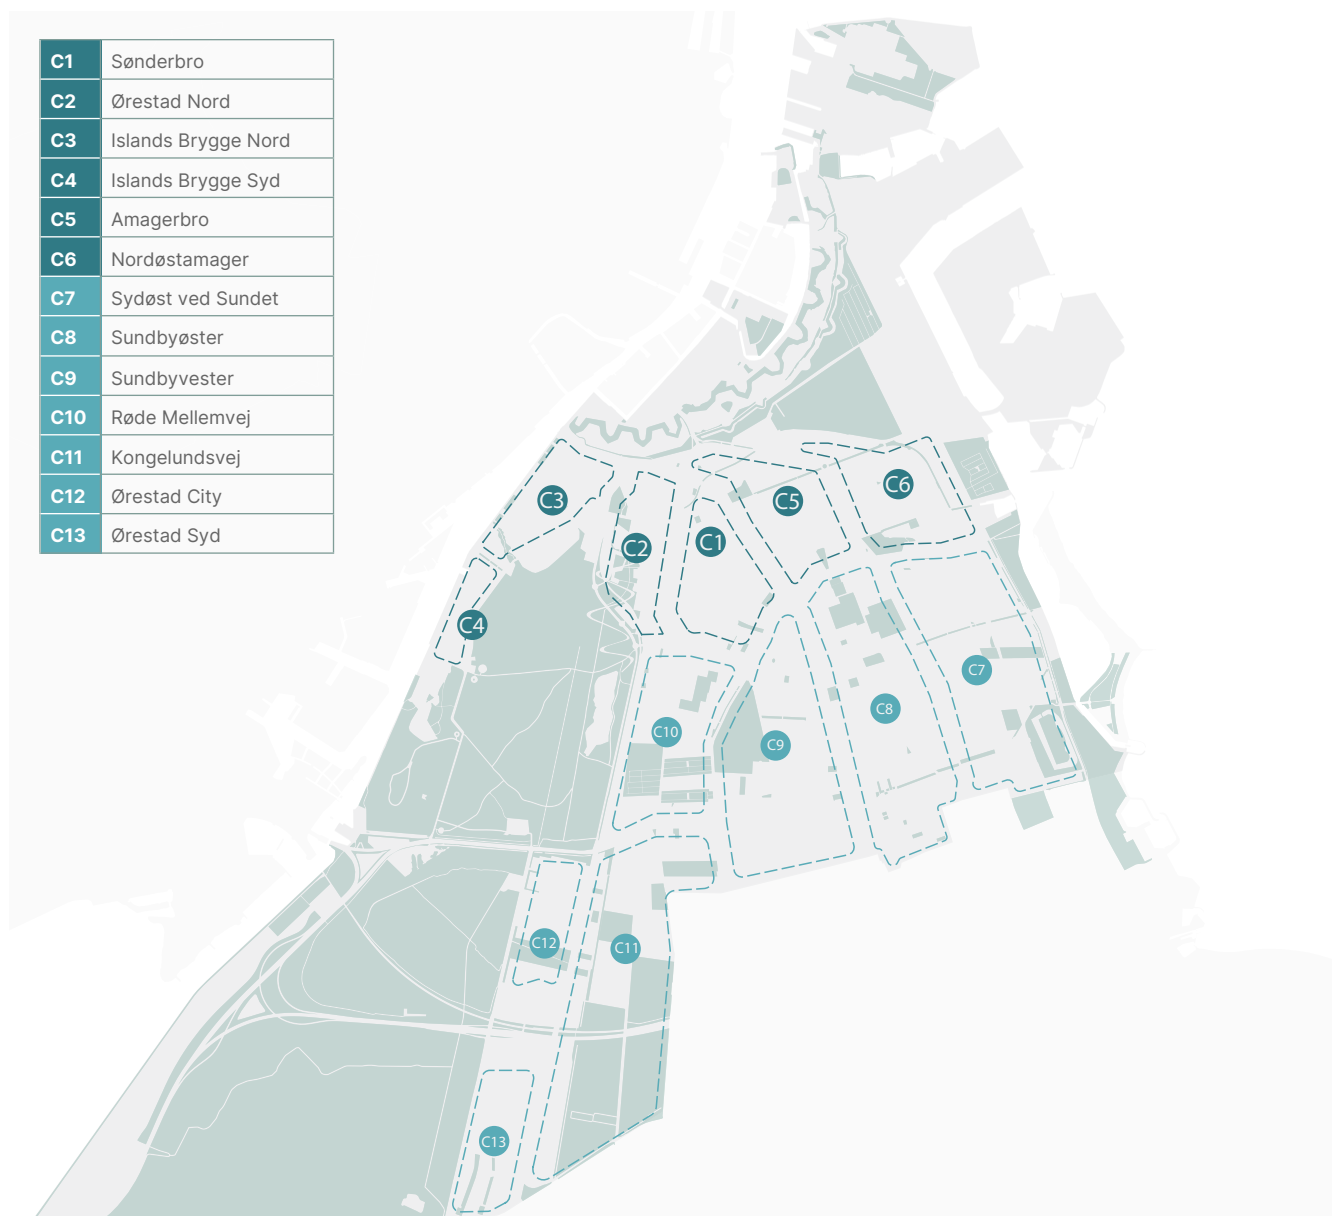 C1 Sønderbro
C2 Ørestad Nord
C3 Islands Brygge Nord
C4 Islands Brygge Syd
C5 Amagerbro
C6 Nordøstamager
C7 Sydøst ved Sundet
C8 Sundbyøster
C9 Sundbyvester
C10 Røde Mellemvej
C11 Kongelundsvej
C12 Ørestad City
C13 Ørestad Syd
C6
C3
C5
C1
C2
C4
C7
C8
C10
C9
C12
C11
C13